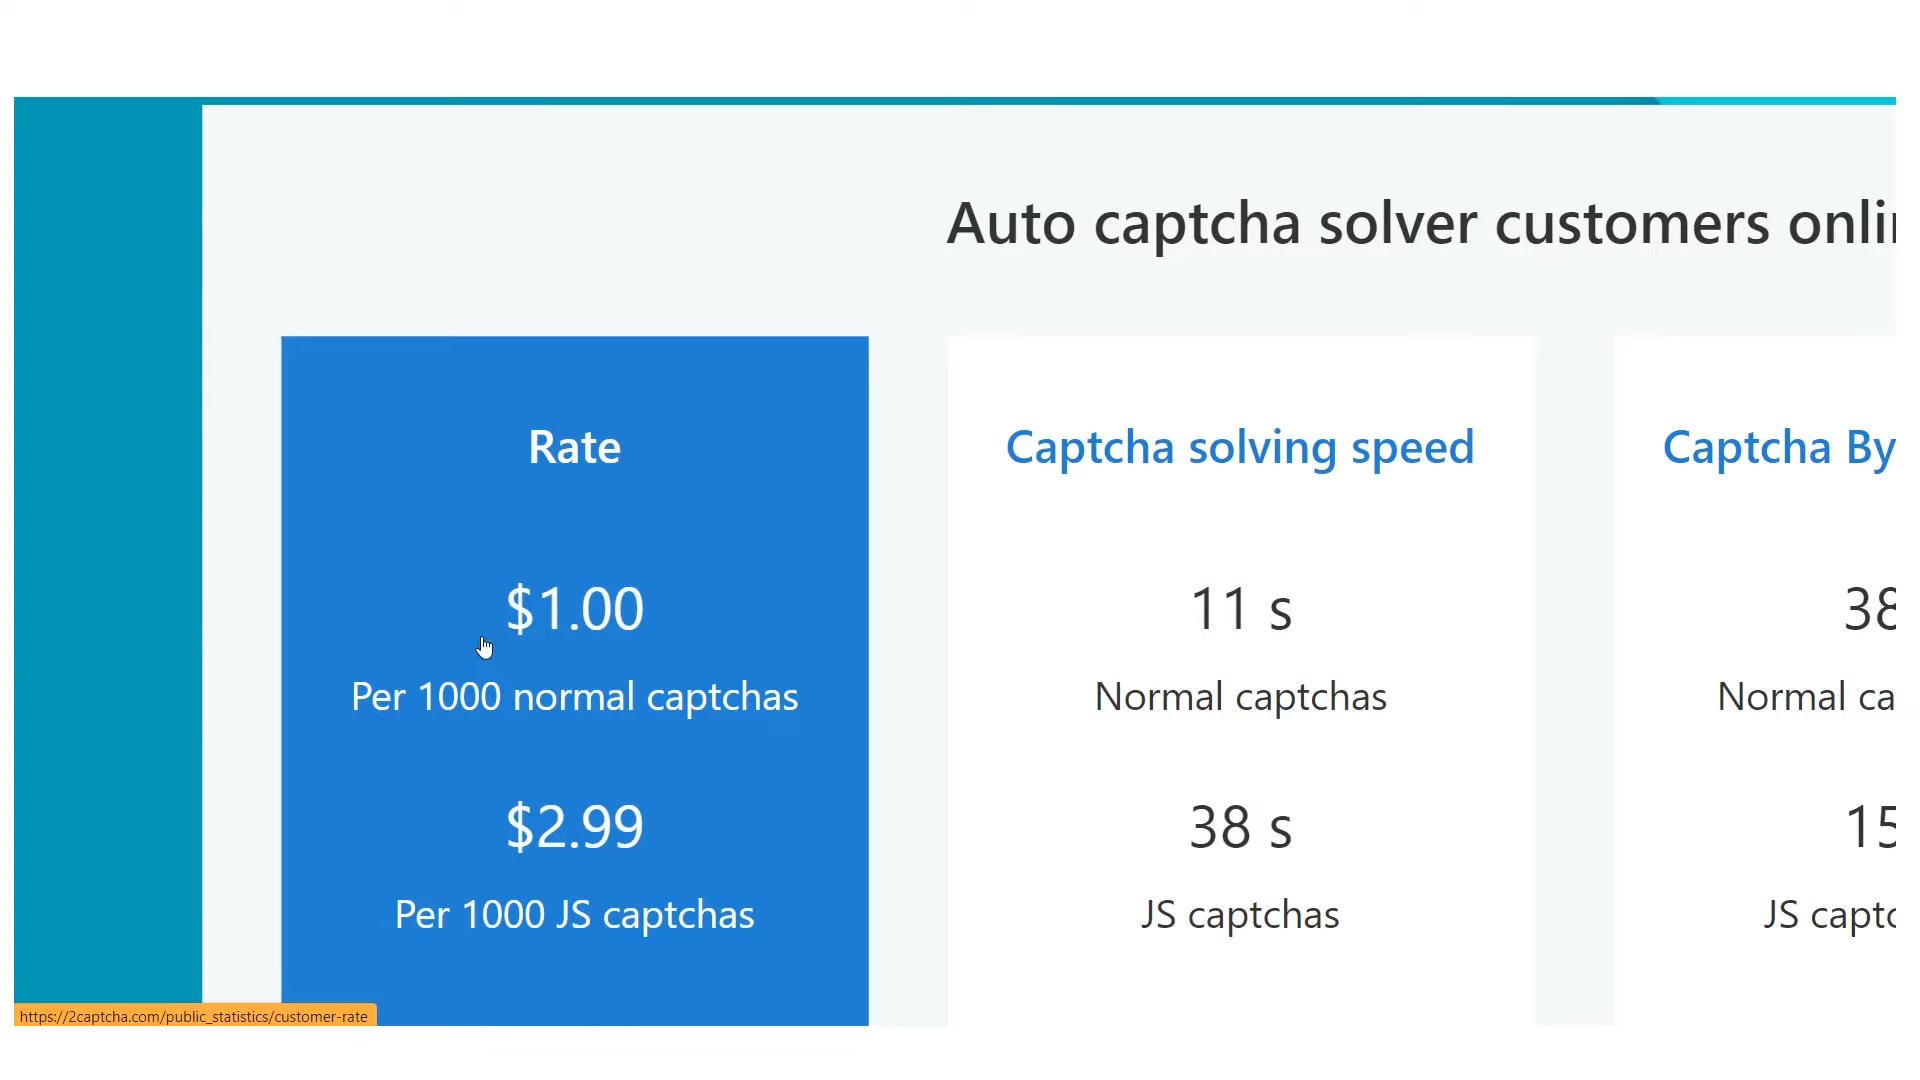 Auto captcha solver customers onli
Rate
$1.00
Per 1000 normal captchas
$2.99
Per 1000 JS captchas
Captcha solving speed
11 s
Normal captchas
38 s
JS captchas
Captcha By
38
Normal ca
15
JS captc
https://2captcha.com/public_statistics/customer-rate